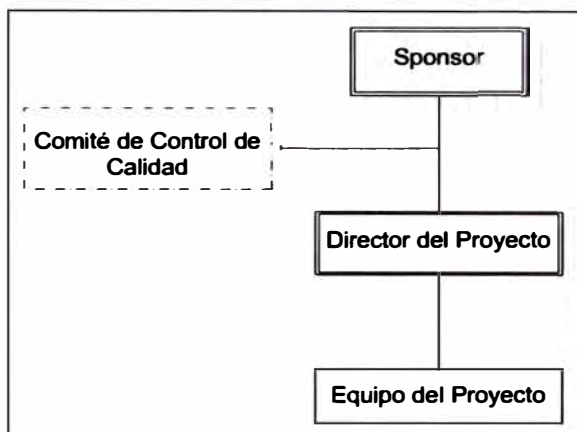 Sponsor
Comité de Control de
Calidad
Director del Proyecto
Equipo del Proyecto